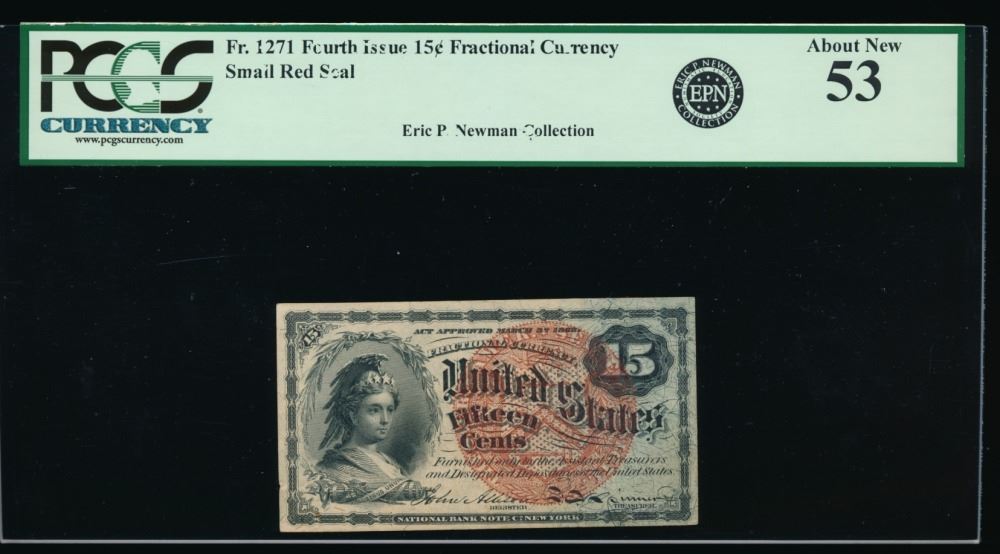 PCGS
CURRENCY
www.pcgscurrency.com
Fr. 1271 Fourth Issue 15¢ Fractional Currency
Small Red Seal
Eric P. Newman Collection
ERIC P. NEWMAN
EPN
COLLECTION
About New
53
ACT APPROVED MARCH 3D 1863
FRACTIONAL CURRENCY
15
15
United States
Fifteen
Cents
Furnished only by the Assistant Treasurers
and Designated Depositaries of the United States.
John Allison
REGISTER
TREASURER.
NATIONAL BANK NOTE CO. NEW YORK